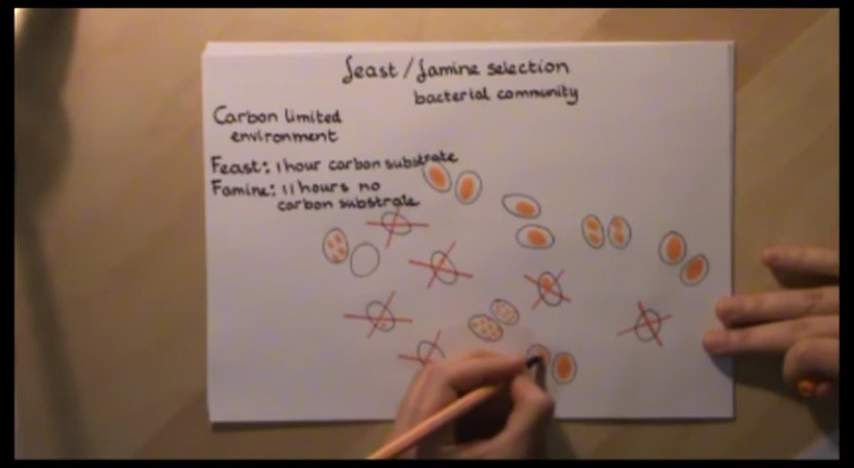 feast / famine selection
bacterial community
Carbon limited
environment
Feast: 1 hour carbon substrate
Famine: 11 hours no
carbon substrate